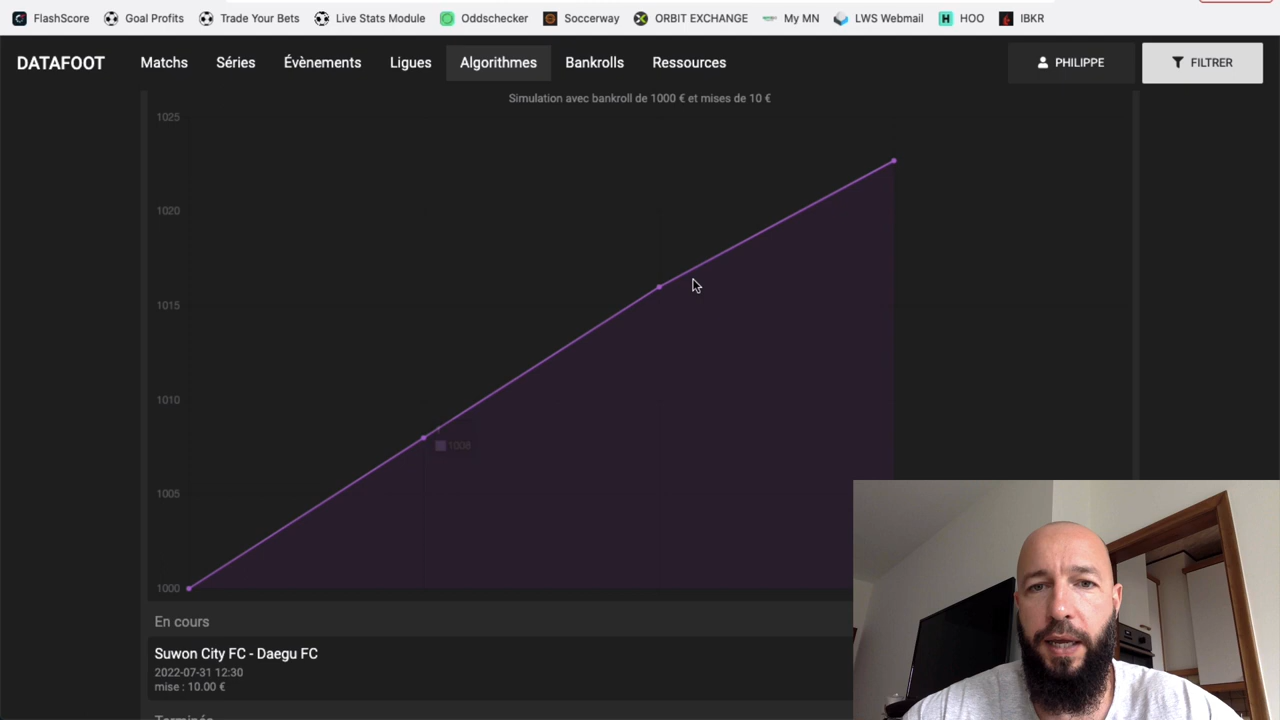 FlashScore Goal Profits Trade Your Bets Live Stats Module Oddschecker Soccerway ORBIT EXCHANGE My MN LWS Webmail HOO IBKR
DATAFOOT Matchs Séries Évènements Ligues Algorithmes Bankrolls Ressources PHILIPPE FILTRER
Simulation avec bankroll de 1000 € et mises de 10 €
1025
1020
1015
1010
1008
1005
1000
En cours
Suwon City FC - Daegu FC
2022-07-31 12:30
mise : 10.00 €
Terminés